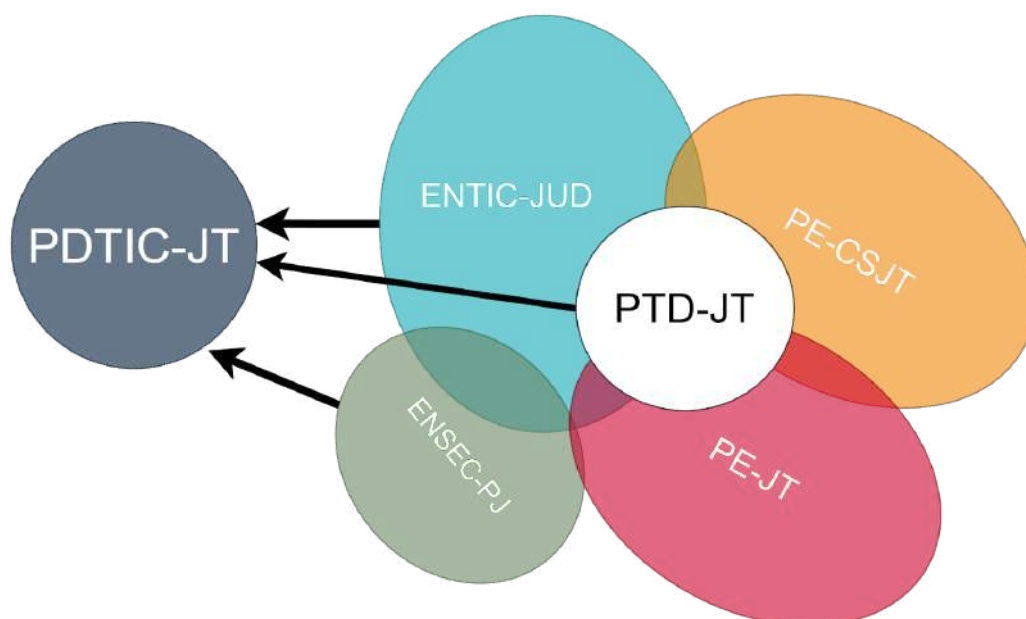 ENTIC-JUD
PE-CSJT
PDTIC-JT
PTD-JT
ENSEC-PJ
PE-JT